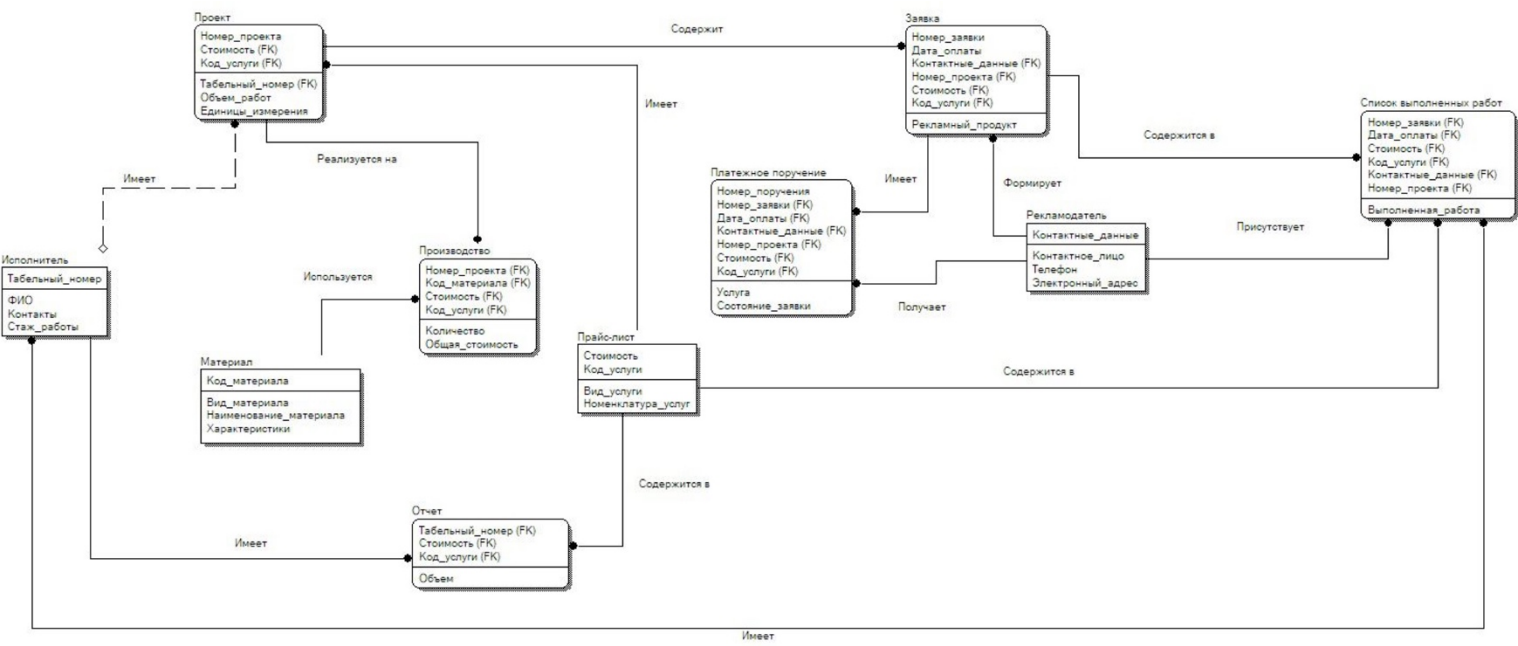 Проект
Номер_проекта
Стоимость (FK)
Код_услуги (FK)
Табельный_номер (FK)
Объем_работ
Единицы_измерения
Содержит
Заявка
Номер_заявки
Дата_оплаты
Контактные_данные (FK)
Номер_проекта (FK)
Стоимость (FK)
Код_услуги (FK)
Рекламный_продукт
Имеет
Содержится в
Список выполненных работ
Номер_заявки (FK)
Дата_оплаты (FK)
Стоимость (FK)
Код_услуги (FK)
Контактные_данные (FK)
Номер_проекта (FK)
Выполненная_работа
Реализуется на
Имеет
Платежное поручение
Номер_поручения
Номер_заявки (FK)
Дата_оплаты (FK)
Контактные_данные (FK)
Номер_проекта (FK)
Стоимость (FK)
Код_услуги (FK)
Услуга
Состояние_заявки
Имеет
Формирует
Рекламодатель
Контактные_данные
Контактное_лицо
Телефон
Электронный_адрес
Присутствует
Получает
Исполнитель
Табельный_номер
ФИО
Контакты
Стаж_работы
Используется
Производство
Номер_проекта (FK)
Код_материала (FK)
Стоимость (FK)
Код_услуги (FK)
Количество
Общая_стоимость
Материал
Код_материала
Вид_материала
Наименование_материала
Характеристики
Прайс-лист
Стоимость
Код_услуги
Вид_услуги
Номенклатура_услуг
Содержится в
Содержится в
Отчет
Табельный_номер (FK)
Стоимость (FK)
Код_услуги (FK)
Объем
Имеет
Имеет